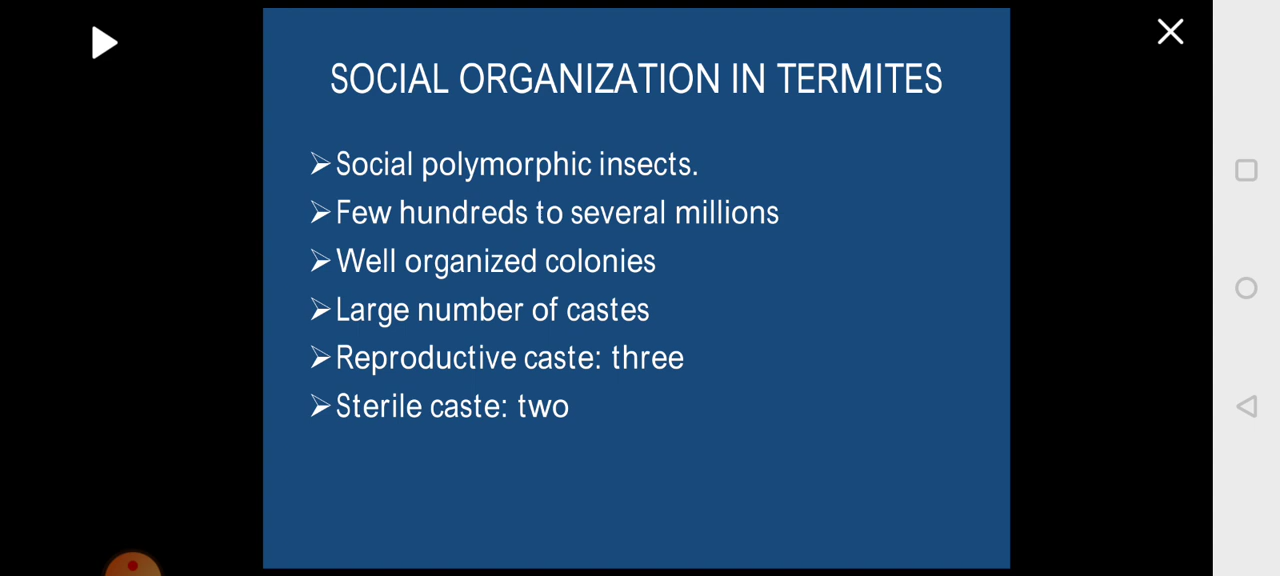 SOCIAL ORGANIZATION IN TERMITES
➢Social polymorphic insects.
➢Few hundreds to several millions
➢Well organized colonies
➢Large number of castes
➢Reproductive caste: three
➢Sterile caste: two